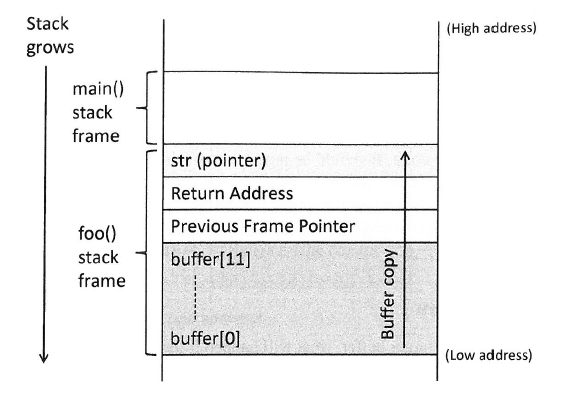 Stack
grows
(High address)
main()
stack
frame
str (pointer)
Return Address
Previous Frame Pointer
foo()
stack
frame
buffer[11]
buffer[0]
Buffer copy
(Low address)